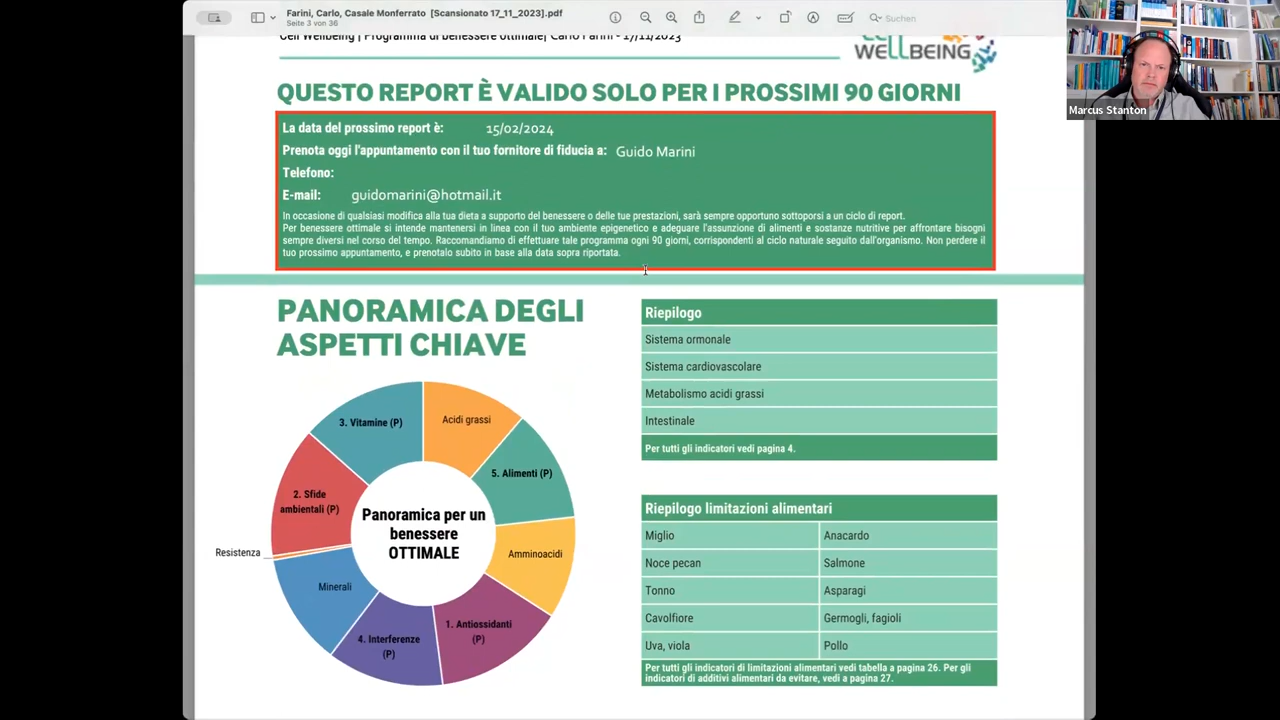 Farini, Carlo, Casale Monferrato [Scansionato 17_11_2023].pdf
Seite 3 von 36
Suchen
Marcus Stanton
Cell Wellbeing | Programma di benessere ottimale| Carlo Farini - 17/11/2023
WELLBEING
QUESTO REPORT È VALIDO SOLO PER I PROSSIMI 90 GIORNI
La data del prossimo report è: 15/02/2024
Prenota oggi l'appuntamento con il tuo fornitore di fiducia a: Guido Marini
Telefono:
E-mail: guidomarini@hotmail.it
In occasione di qualsiasi modifica alla tua dieta a supporto del benessere o delle tue prestazioni, sarà sempre opportuno sottoporsi a un ciclo di report.
Per benessere ottimale si intende mantenersi in linea con il tuo ambiente epigenetico e adeguare l'assunzione di alimenti e sostanze nutritive per affrontare bisogni
sempre diversi nel corso del tempo. Raccomandiamo di effettuare tale programma ogni 90 giorni, corrispondenti al ciclo naturale seguito dall'organismo. Non perdere il
tuo prossimo appuntamento, e prenotalo subito in base alla data sopra riportata.
PANORAMICA DEGLI
ASPETTI CHIAVE
Acidi grassi
5. Alimenti (P)
Amminoacidi
1. Antiossidanti
(P)
4. Interferenze
(P)
Minerali
Resistenza
2. Sfide
ambientali (P)
3. Vitamine (P)
Panoramica per un
benessere
OTTIMALE
Riepilogo
Sistema ormonale
Sistema cardiovascolare
Metabolismo acidi grassi
Intestinale
Per tutti gli indicatori vedi pagina 4.
Riepilogo limitazioni alimentari
Miglio Anacardo
Noce pecan Salmone
Tonno Asparagi
Cavolfiore Germogli, fagioli
Uva, viola Pollo
Per tutti gli indicatori di limitazioni alimentari vedi tabella a pagina 26. Per gli
indicatori di additivi alimentari da evitare, vedi a pagina 27.